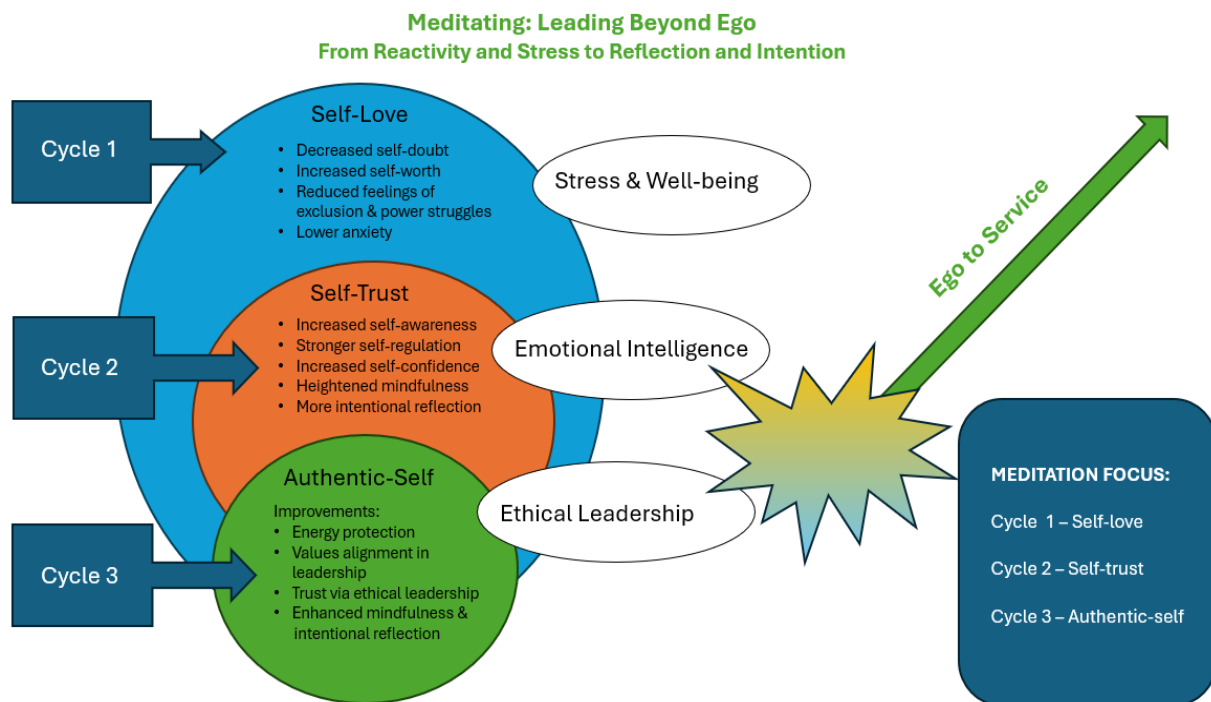 Meditating: Leading Beyond Ego
From Reactivity and Stress to Reflection and Intention
Cycle 1
Self-Love
• Decreased self-doubt
• Increased self-worth
• Reduced feelings of
exclusion & power struggles
• Lower anxiety
Stress & Well-being
Cycle 2
Self-Trust
• Increased self-awareness
• Stronger self-regulation
• Increased self-confidence
• Heightened mindfulness
• More intentional reflection
Emotional Intelligence
Cycle 3
Authentic-Self
Improvements:
• Energy protection
• Values alignment in
leadership
• Trust via ethical leadership
• Enhanced mindfulness &
intentional reflection
Ethical Leadership
Ego to Service
MEDITATION FOCUS:
Cycle 1 – Self-love
Cycle 2 – Self-trust
Cycle 3 – Authentic-self